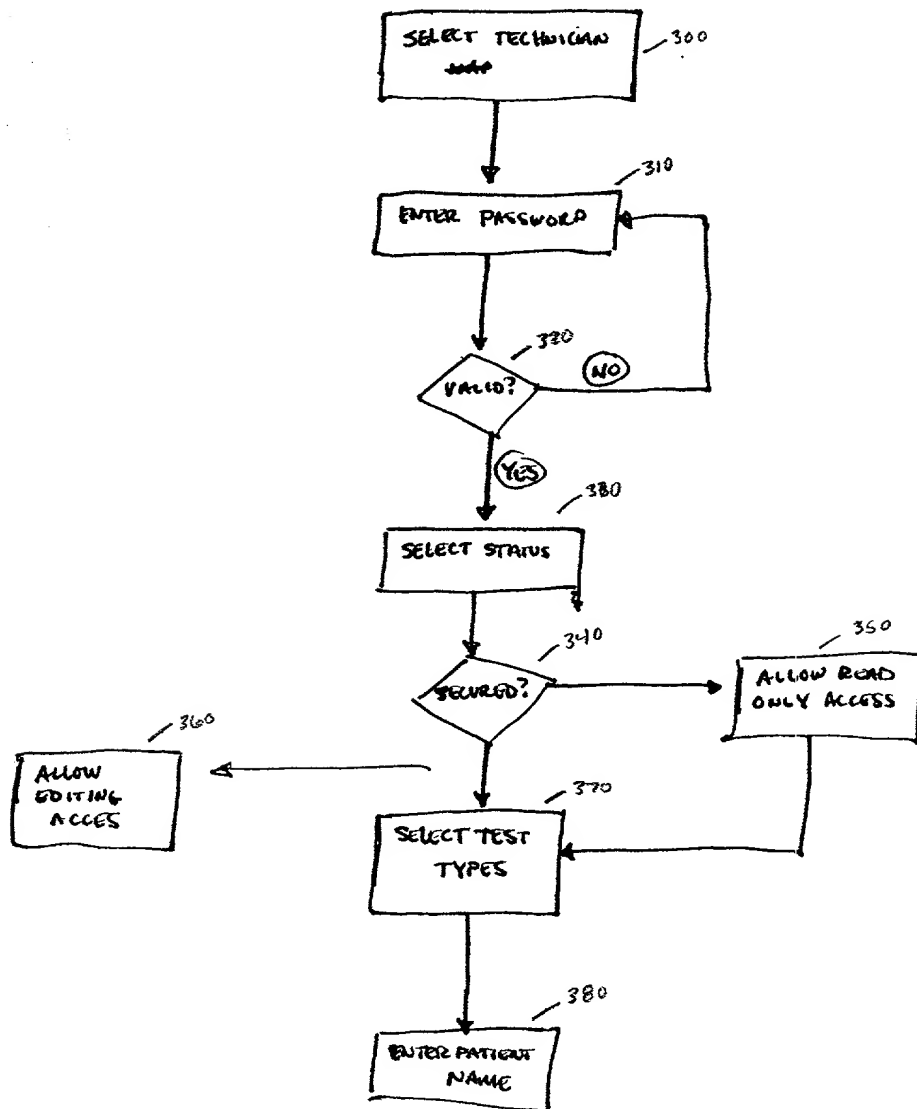 SELECT TECHNICIAN
300
310
ENTER PASSWORD
320
VALID?
NO
YES
330
SELECT STATUS
340
SECURED?
350
ALLOW READ
ONLY ACCESS
360
ALLOW
EDITING
ACCES
370
SELECT TEST
TYPES
380
ENTER PATIENT
NAME